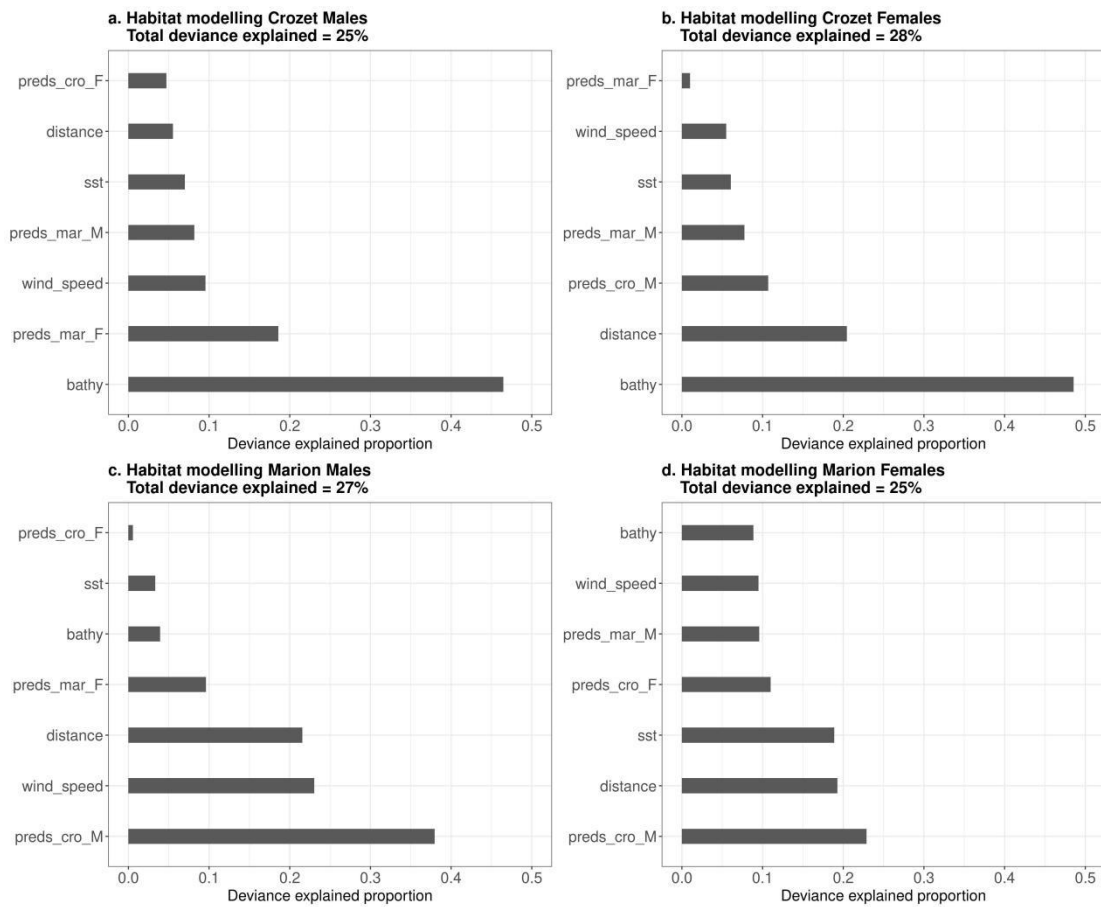 a. Habitat modelling Crozet Males
Total deviance explained = 25%
preds_cro_F
distance
sst
preds_mar_M
wind_speed
preds_mar_F
bathy
0.0 0.1 0.2 0.3 0.4 0.5
Deviance explained proportion
b. Habitat modelling Crozet Females
Total deviance explained = 28%
preds_mar_F
wind_speed
sst
preds_mar_M
preds_cro_M
distance
bathy
0.0 0.1 0.2 0.3 0.4 0.5
Deviance explained proportion
c. Habitat modelling Marion Males
Total deviance explained = 27%
preds_cro_F
sst
bathy
preds_mar_F
distance
wind_speed
preds_cro_M
0.0 0.1 0.2 0.3 0.4 0.5
Deviance explained proportion
d. Habitat modelling Marion Females
Total deviance explained = 25%
bathy
wind_speed
preds_mar_M
preds_cro_F
sst
distance
preds_cro_M
0.0 0.1 0.2 0.3 0.4 0.5
Deviance explained proportion